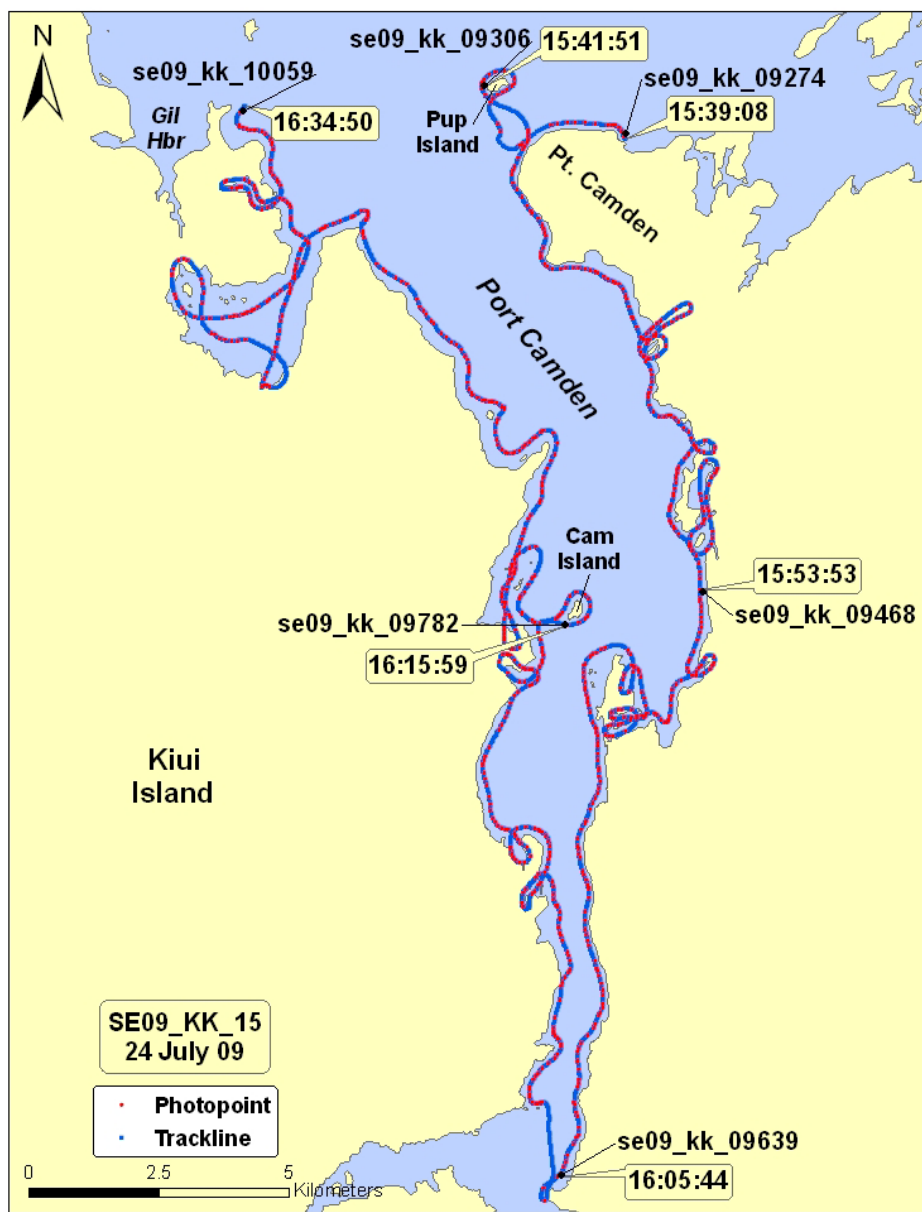 N
se09_kk_09306
15:41:51
se09_kk_10059
se09_kk_09274
16:34:50
15:39:08
Gil
Hbr
Pup
Island
Pt. Camden
Port Camden
Cam
Island
15:53:53
se09_kk_09782
se09_kk_09468
16:15:59
Kiui
Island
SE09_KK_15
24 July 09
Photopoint
Trackline
se09_kk_09639
16:05:44
0 2.5 5
Kilometers